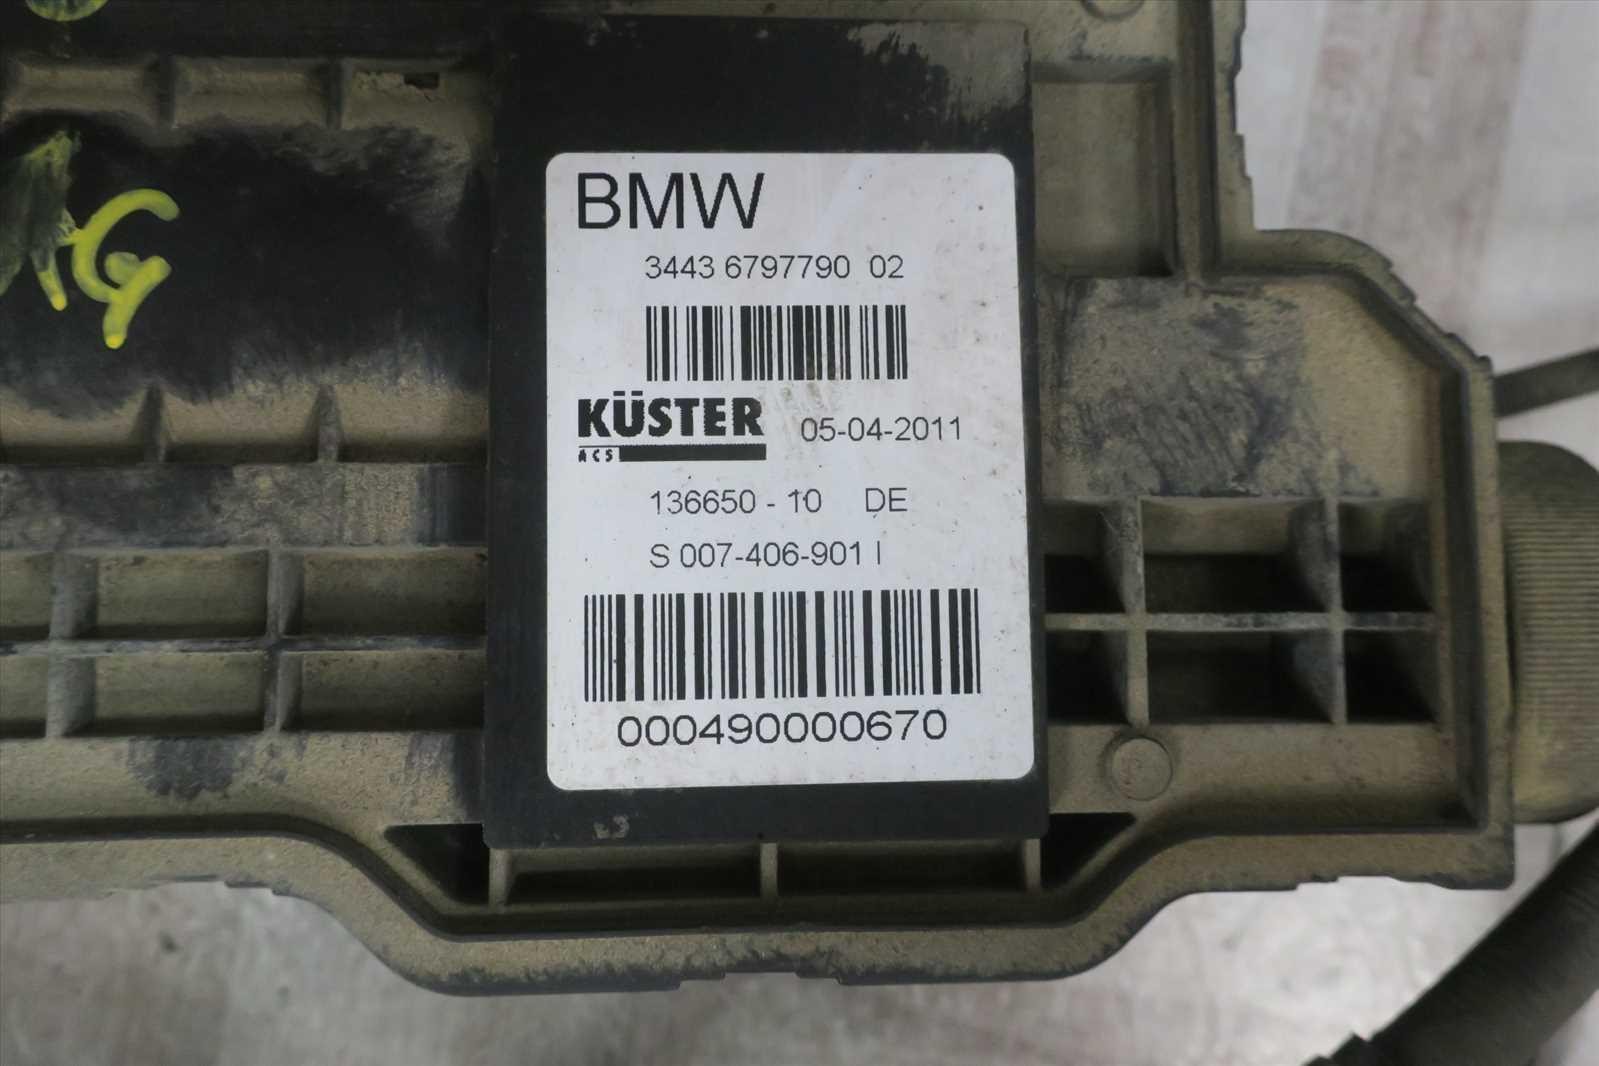 BMW
3443 6797790 02
KÜSTER 05-04-2011
ACS
136650 - 10 DE
S 007-406-901 I
000490000670